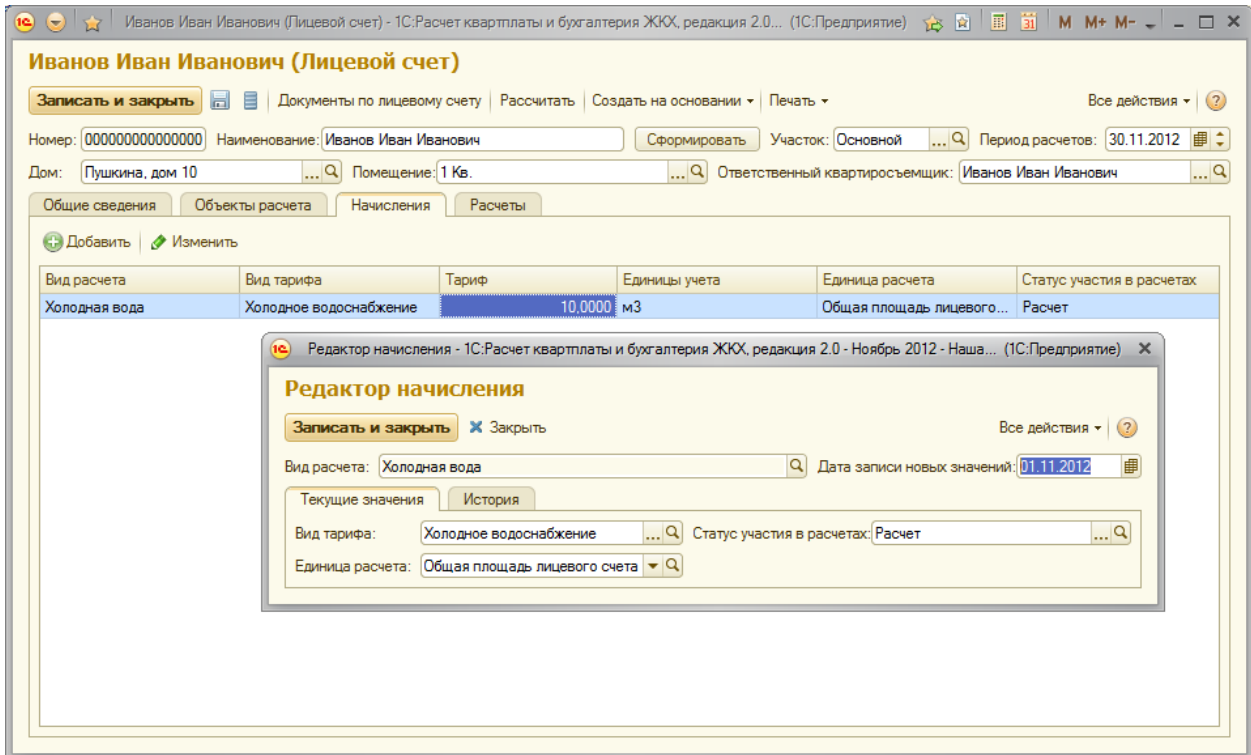 Иванов Иван Иванович (Лицевой счет) - 1С:Расчет квартплаты и бухгалтерия ЖКХ, редакция 2.0... (1С:Предприятие) 31 M M+ M-
Иванов Иван Иванович (Лицевой счет)
Записать и закрыть Документы по лицевому счету Рассчитать Создать на основании Печать Все действия ?
Номер: 000000000000000 Наименование: Иванов Иван Иванович Сформировать Участок: Основной ... Период расчетов: 30.11.2012
Дом: Пушкина, дом 10 ... Помещение: 1 Кв. ... Ответственный квартиросъемщик: Иванов Иван Иванович ...
Общие сведения Объекты расчета Начисления Расчеты
Добавить Изменить
Вид расчета Вид тарифа Тариф Единицы учета Единица расчета Статус участия в расчетах
Холодная вода Холодное водоснабжение 10,0000 м3 Общая площадь лицевого... Расчет
Редактор начисления - 1С:Расчет квартплаты и бухгалтерия ЖКХ, редакция 2.0 - Ноябрь 2012 - Наша... (1С:Предприятие)
Редактор начисления
Записать и закрыть Закрыть Все действия ?
Вид расчета: Холодная вода Дата записи новых значений: 01.11.2012
Текущие значения История
Вид тарифа: Холодное водоснабжение ... Статус участия в расчетах: Расчет ...
Единица расчета: Общая площадь лицевого счета